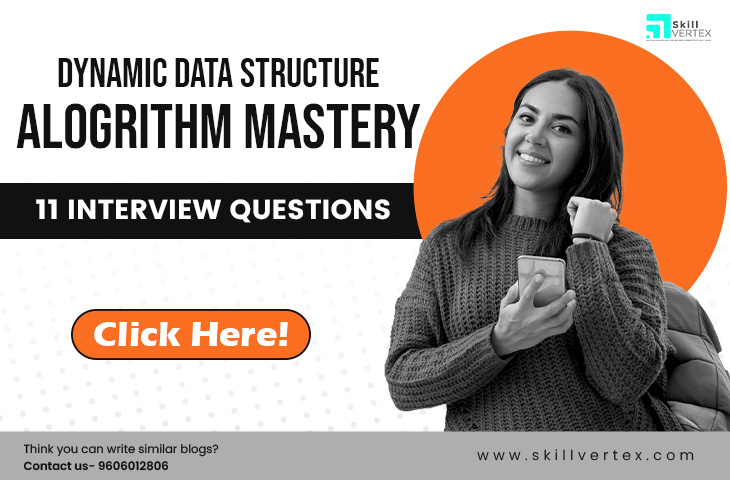 Skill
VERTEX
DYNAMIC DATA STRUCTURE
ALOGRITHM MASTERY
11 INTERVIEW QUESTIONS
Click Here!
Think you can write similar blogs?
Contact us- 9606012806
www.skillvertex.com